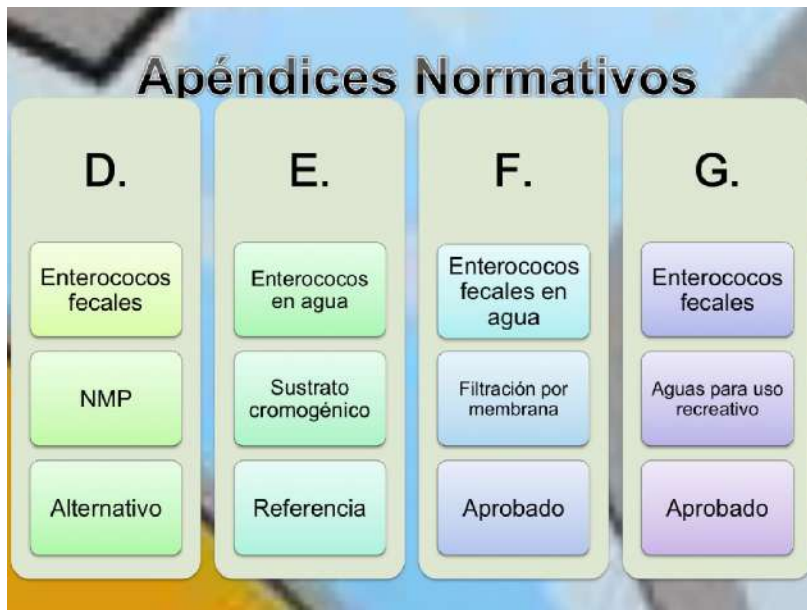 Apéndices Normativos
D.
Enterococos
fecales
NMP
Alternativo
E.
Enterococos
en agua
Sustrato
cromogénico
Referencia
F.
Enterococos
fecales en
agua
Filtración por
membrana
Aprobado
G.
Enterococos
fecales
Aguas para uso
recreativo
Aprobado